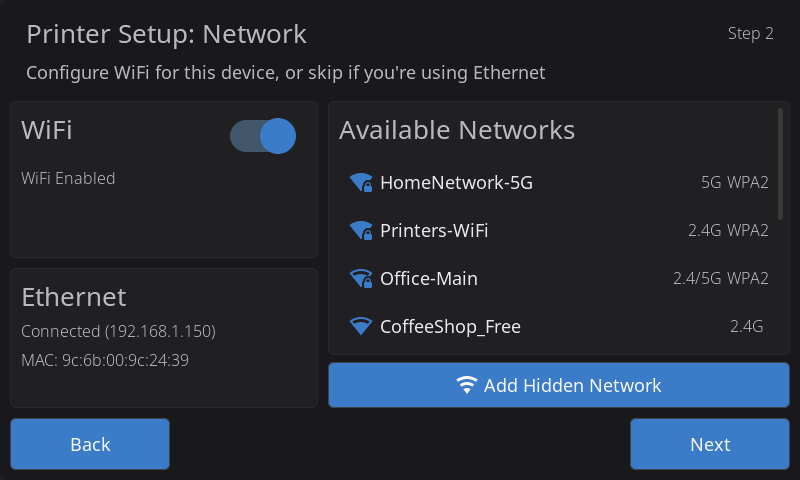 Printer Setup: Network
Step 2
Configure WiFi for this device, or skip if you're using Ethernet
WiFi
WiFi Enabled
Ethernet
Connected (192.168.1.150)
MAC: 9c:6b:00:9c:24:39
Available Networks
HomeNetwork-5G 5G WPA2
Printers-WiFi 2.4G WPA2
Office-Main 2.4/5G WPA2
CoffeeShop_Free 2.4G
Add Hidden Network
Back
Next